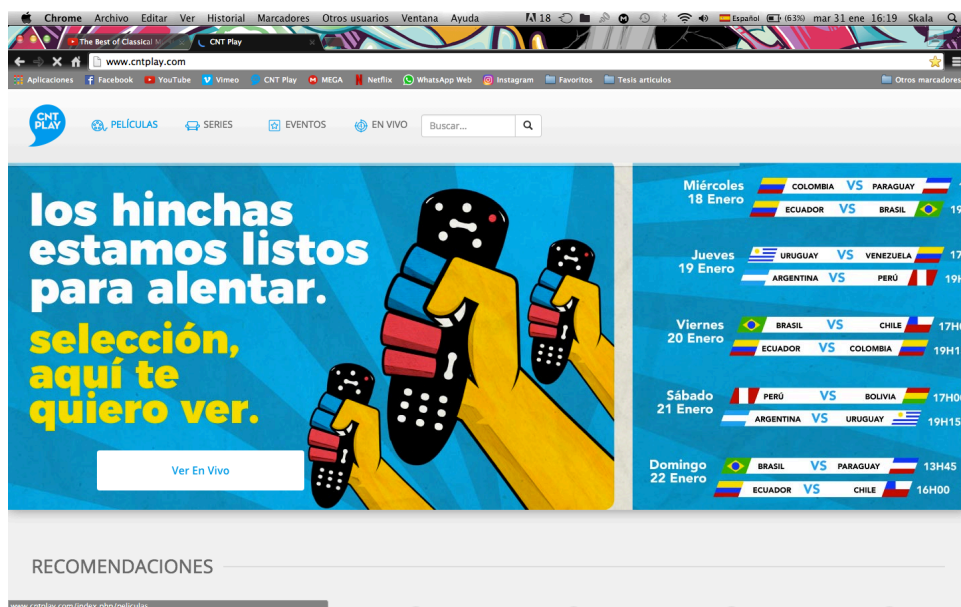 Chrome Archivo Editar Ver Historial Marcadores Otros usuarios Ventana Ayuda 18 Español (63%) mar 31 ene 16:19 Skala
The Best of Classical M CNT Play
www.cntplay.com
Aplicaciones Facebook YouTube Vimeo CNT Play MEGA Netflix WhatsApp Web Instagram Favoritos Tesis articulos Otros marcadores
CNT
PLAY
PELÍCULAS SERIES EVENTOS EN VIVO Buscar...
los hinchas
estamos listos
para alentar.
selección,
aquí te
quiero ver.
Ver En Vivo
Miércoles
18 Enero
COLOMBIA VS PARAGUAY
ECUADOR VS BRASIL 19
Jueves
19 Enero
URUGUAY VS VENEZUELA 17
ARGENTINA VS PERÚ 19H
Viernes
20 Enero
BRASIL VS CHILE 17H0
ECUADOR VS COLOMBIA 19H1
Sábado
21 Enero
PERÚ VS BOLIVIA 17H00
ARGENTINA VS URUGUAY 19H15
Domingo
22 Enero
BRASIL VS PARAGUAY 13H45
ECUADOR VS CHILE 16H00
RECOMENDACIONES
www.cntplay.com/index.php/peliculas